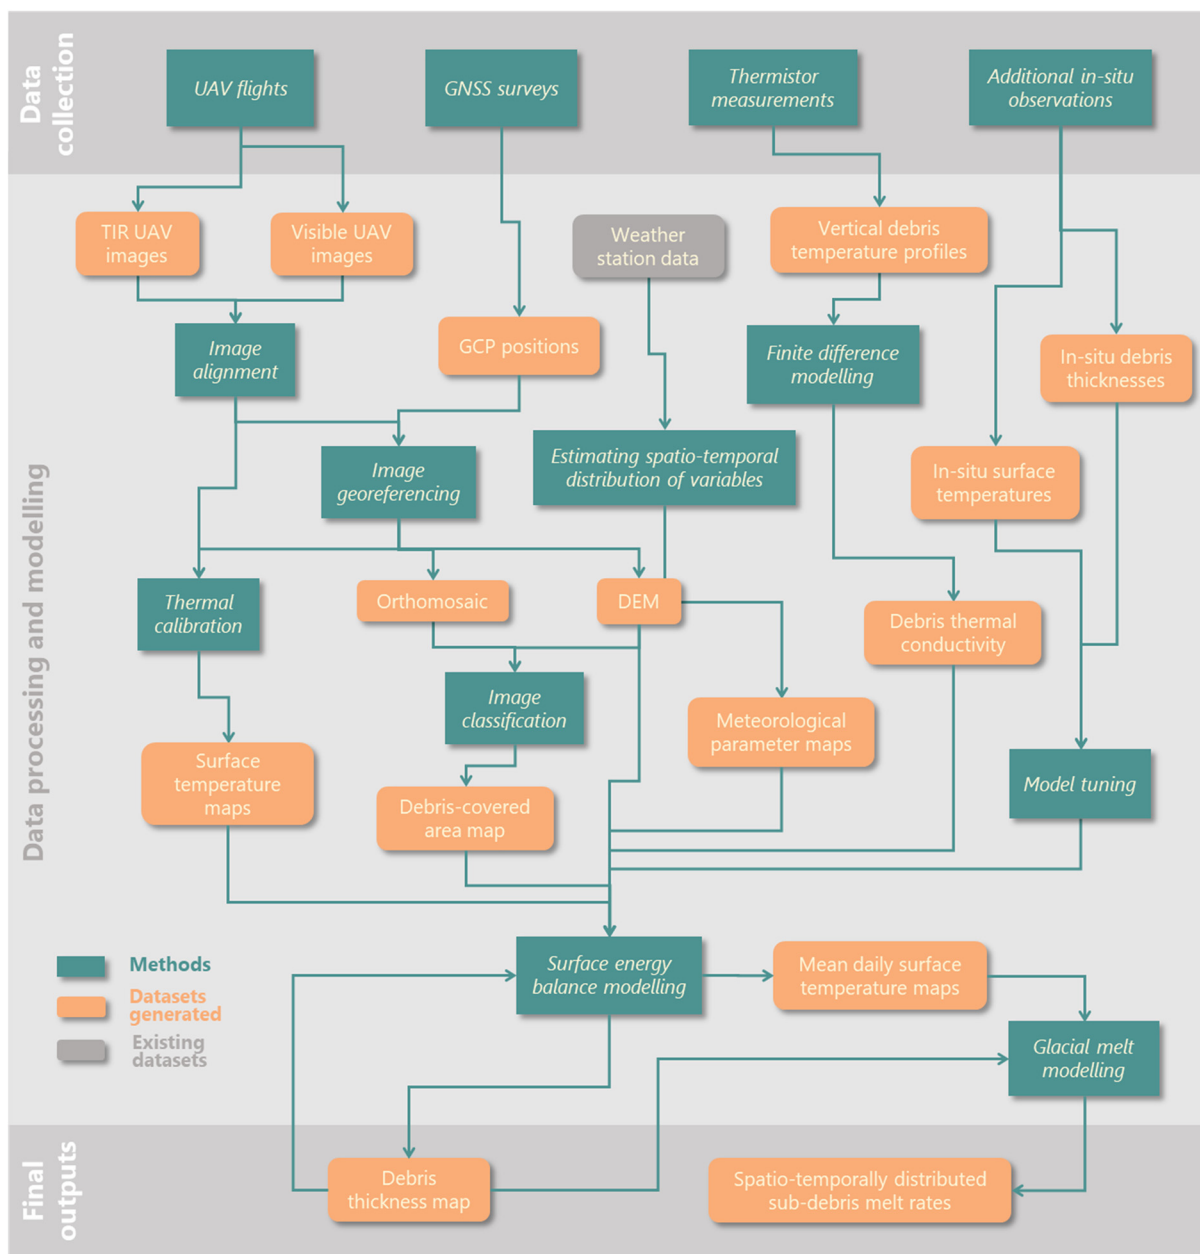 Data
collection
UAV flights
GNSS surveys
Thermistor
measurements
Additional in-situ
observations
Data processing and modelling
TIR UAV
images
Visible UAV
images
Weather
station data
Vertical debris
temperature profiles
Image
alignment
GCP positions
Finite difference
modelling
In-situ debris
thicknesses
Image
georeferencing
Estimating spatio-temporal
distribution of variables
In-situ surface
temperatures
Thermal
calibration
Orthomosaic
DEM
Debris thermal
conductivity
Image
classification
Meteorological
parameter maps
Surface
temperature
maps
Debris-covered
area map
Model tuning
Methods
Datasets
generated
Existing
datasets
Surface energy
balance modelling
Mean daily surface
temperature maps
Glacial melt
modelling
Final
outputs
Debris
thickness map
Spatio-temporally distributed
sub-debris melt rates